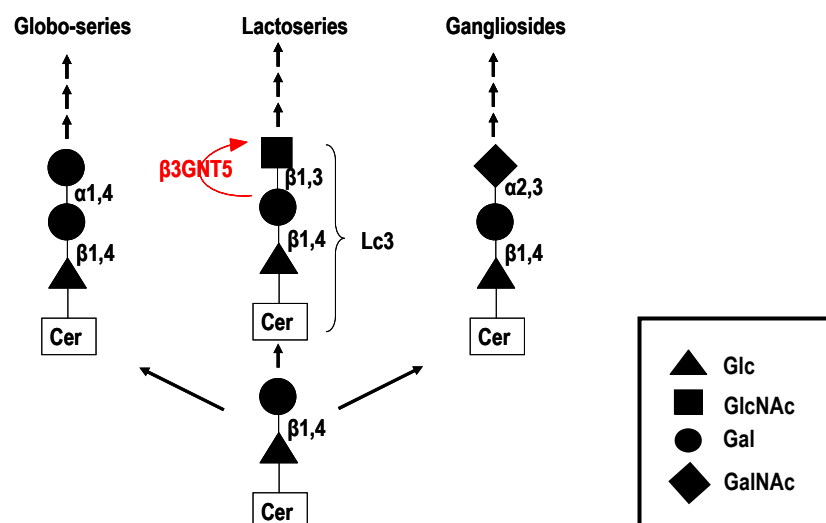 Globo-series
Lactoseries
Gangliosides
β3GNT5
β1,3
α1,4
α2,3
β1,4
β1,4
β1,4
Lc3
Cer
Cer
Cer
β1,4
Cer
Glc
GlcNAc
Gal
GalNAc